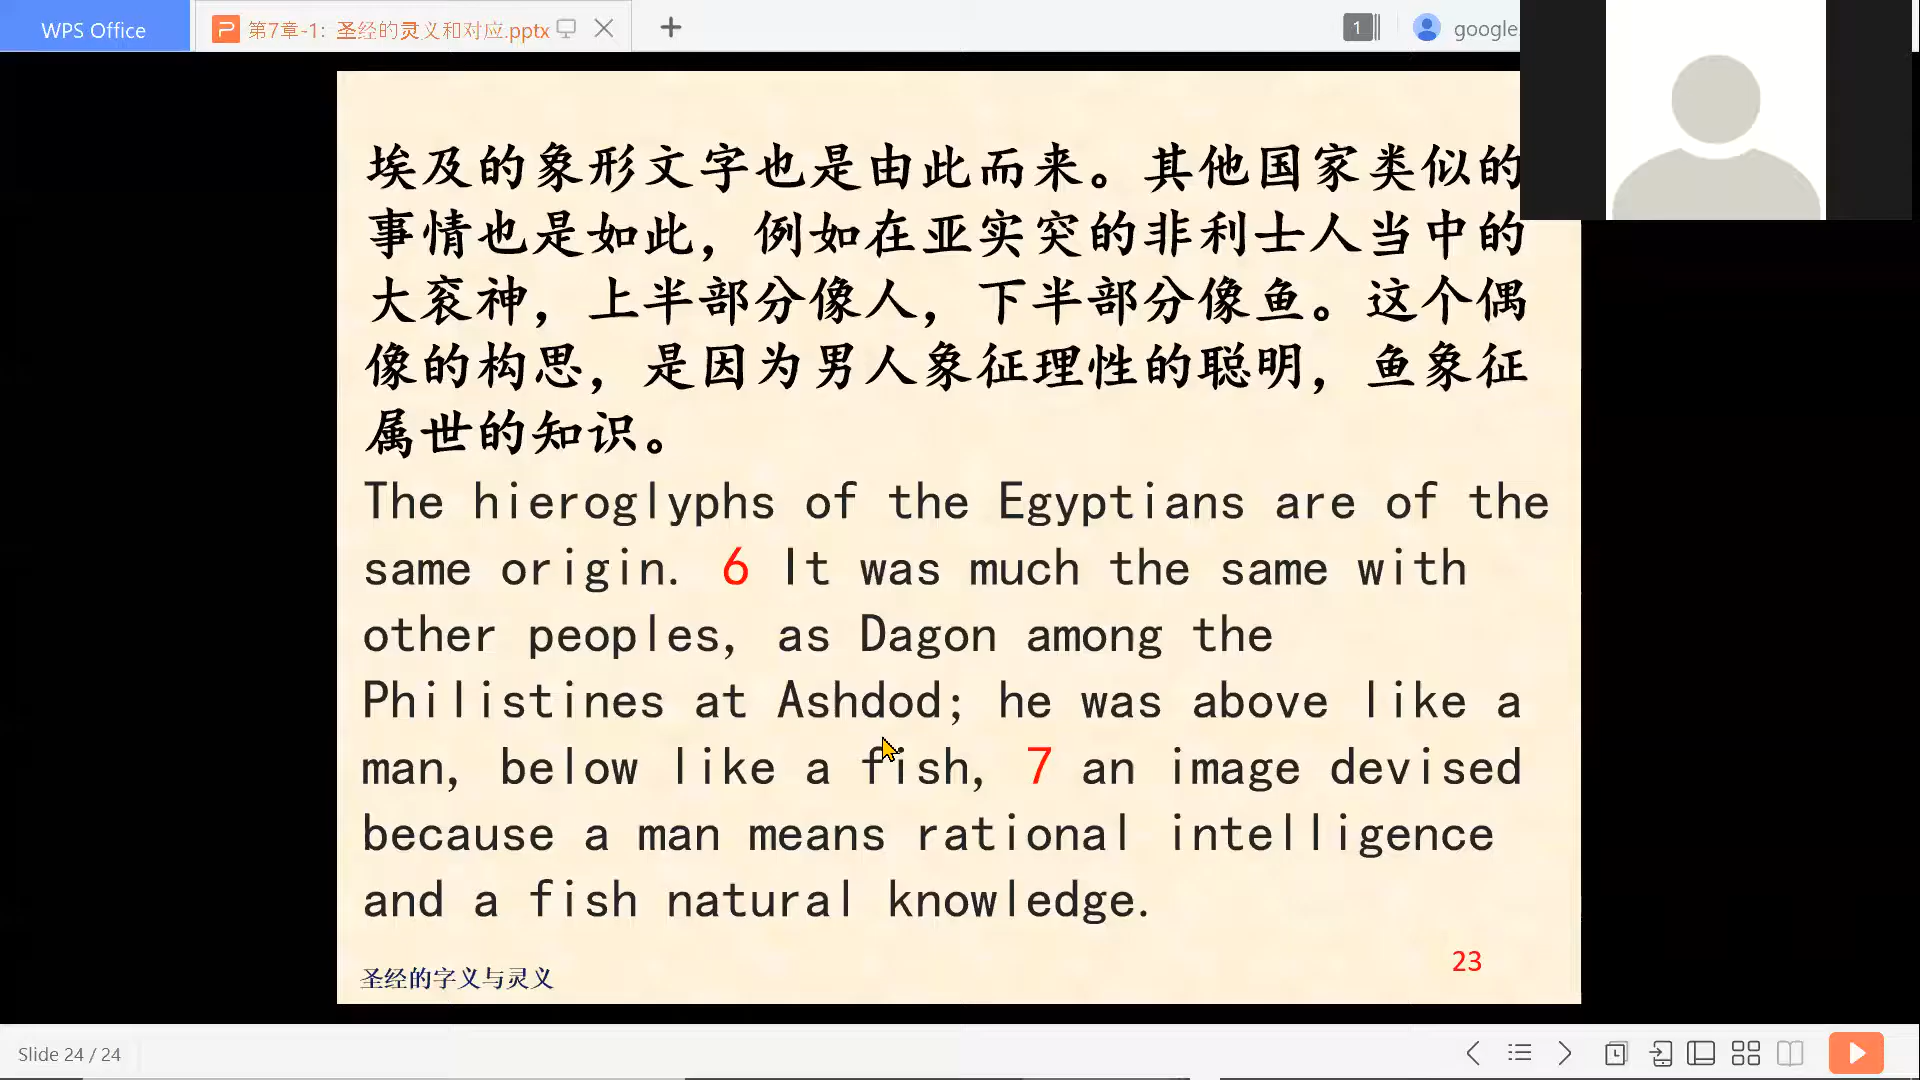 WPS Office
第7章-1: 圣经的灵义和对应.pptx
1
google.
埃及的象形文字也是由此而来。其他国家类似的
事情也是如此，例如在亚实突的非利士人当中的
大衮神，上半部分像人，下半部分像鱼。这个偶
像的构思，是因为男人象征理性的聪明，鱼象征
属世的知识。
The hieroglyphs of the Egyptians are of the
same origin. 6 It was much the same with
other peoples, as Dagon among the
Philistines at Ashdod; he was above like a
man, below like a fish, 7 an image devised
because a man means rational intelligence
and a fish natural knowledge.
23
圣经的字义与灵义
Slide 24 / 24